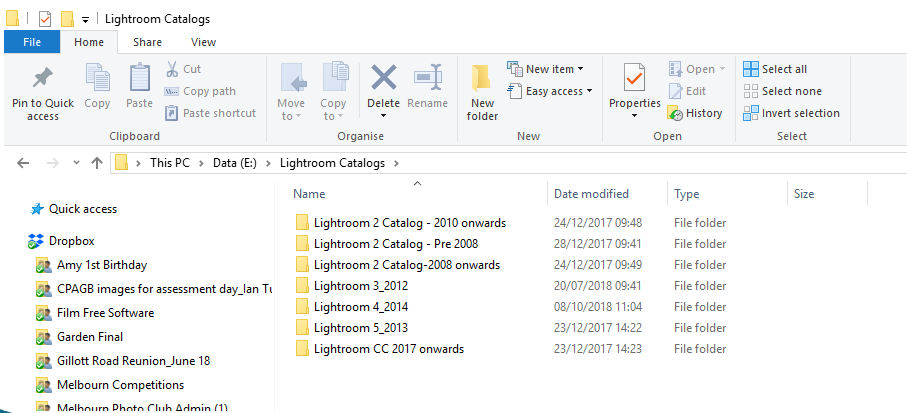 Lightroom Catalogs
File Home Share View
Pin to Quick access
Copy
Paste
Cut
Copy path
Paste shortcut
Clipboard
Move to
Copy to
Delete
Rename
Organise
New folder
New item
Easy access
New
Properties
Open
Edit
History
Open
Select all
Select none
Invert selection
Select
This PC > Data (E:) > Lightroom Catalogs >
Quick access
Dropbox
Amy 1st Birthday
CPAGB images for assessment day_Ian Tu
Film Free Software
Garden Final
Gillott Road Reunion_June 18
Melbourn Competitions
Melbourn Photo Club Admin (1)
Name Date modified Type Size
Lightroom 2 Catalog - 2010 onwards 24/12/2017 09:48 File folder
Lightroom 2 Catalog - Pre 2008 28/12/2017 09:41 File folder
Lightroom 2 Catalog-2008 onwards 24/12/2017 09:49 File folder
Lightroom 3_2012 20/07/2018 09:41 File folder
Lightroom 4_2014 08/10/2018 11:04 File folder
Lightroom 5_2013 23/12/2017 14:22 File folder
Lightroom CC 2017 onwards 23/12/2017 14:23 File folder